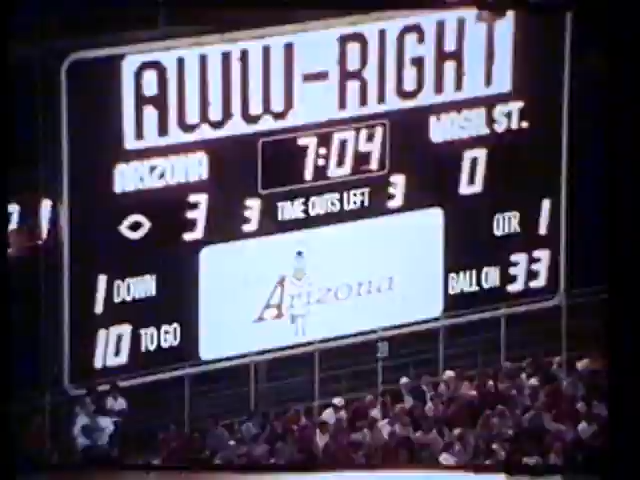 AWW-RIGHT
ARIZONA 7:04 WASH. ST.
3 3 TIME OUTS LEFT 3 0
QTR 1
1 DOWN Arizona BALL ON 33
10 TO GO